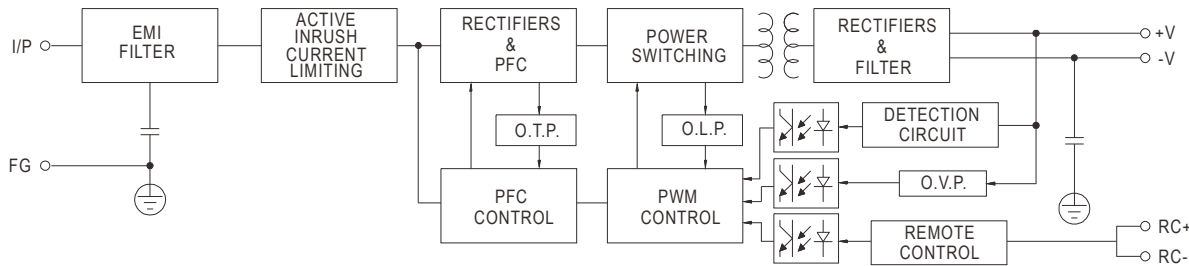 I/P
EMI
FILTER
ACTIVE
INRUSH
CURRENT
LIMITING
RECTIFIERS
&
PFC
POWER
SWITCHING
RECTIFIERS
&
FILTER
+V
-V
O.T.P.
O.L.P.
DETECTION
CIRCUIT
FG
PFC
CONTROL
PWM
CONTROL
O.V.P.
REMOTE
CONTROL
RC+
RC-